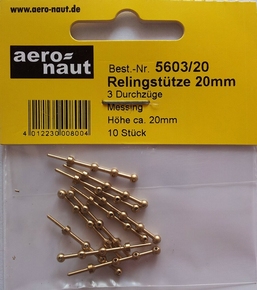 www.aero-naut.de
aero-
naut
Best.-Nr. 5603/20
Relingstütze 20mm
3 Durchzüge
Messing
Höhe ca. 20mm
10 Stück
4 012230 008004